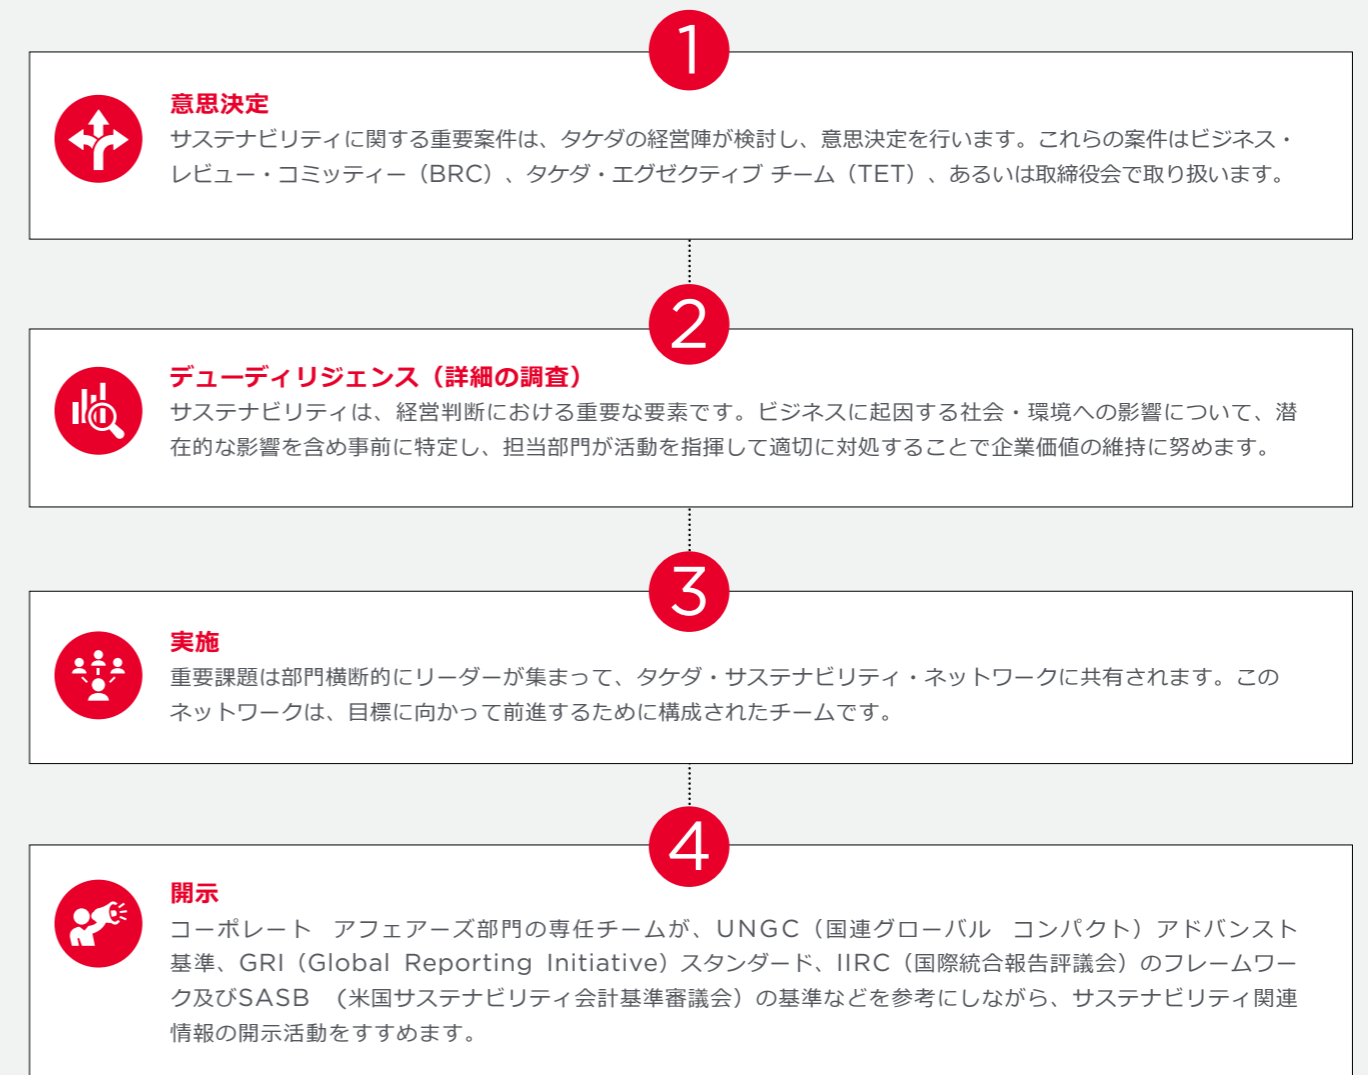 1
意思決定
サステナビリティに関する重要案件は、タケダの経営陣が検討し、意思決定を行います。これらの案件はビジネス・
レビュー・コミッティー（BRC）、タケダ・エグゼクティブ チーム（TET）、あるいは取締役会で取り扱います。
2
デューディリジェンス（詳細の調査）
サステナビリティは、経営判断における重要な要素です。ビジネスに起因する社会・環境への影響について、潜
在的な影響を含め事前に特定し、担当部門が活動を指揮して適切に対処することで企業価値の維持に努めます。
3
実施
重要課題は部門横断的にリーダーが集まって、タケダ・サステナビリティ・ネットワークに共有されます。この
ネットワークは、目標に向かって前進するために構成されたチームです。
4
開示
コーポレート アフェアーズ部門の専任チームが、UNGC（国連グローバル コンパクト）アドバンスト
基準、GRI（Global Reporting Initiative）スタンダード、IIRC（国際統合報告評議会）のフレームワー
ク及びSASB （米国サステナビリティ会計基準審議会）の基準などを参考にしながら、サステナビリティ関連
情報の開示活動をすすめます。